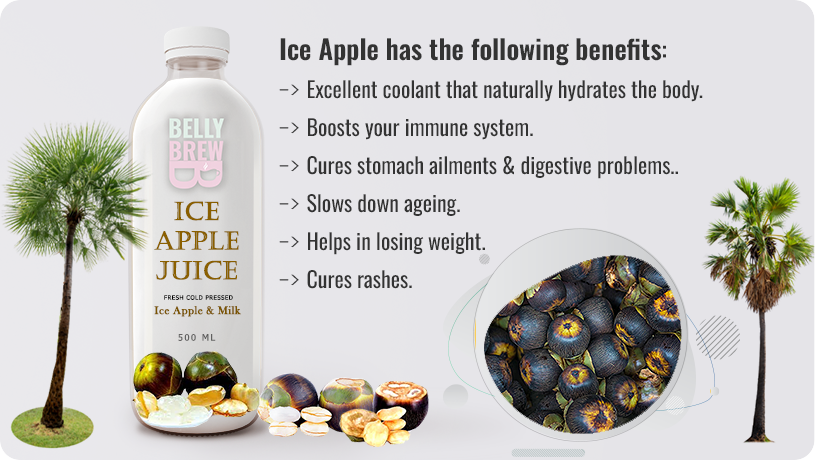 Ice Apple has the following benefits:
–> Excellent coolant that naturally hydrates the body.
–> Boosts your immune system.
–> Cures stomach ailments & digestive problems..
–> Slows down ageing.
–> Helps in losing weight.
–> Cures rashes.
BELLY
BREW
B
ICE
APPLE
JUICE
FRESH COLD PRESSED
Ice Apple & Milk
500 ML